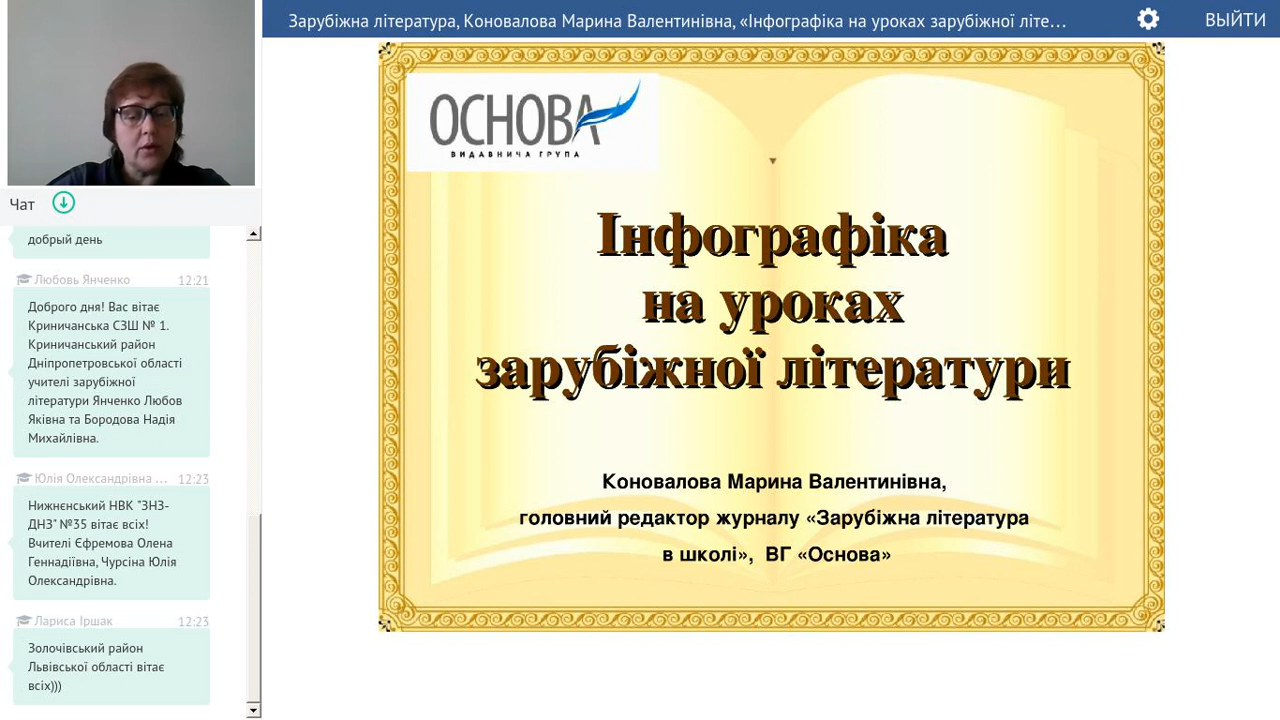 Зарубіжна література, Коновалова Марина Валентинівна, «Інфографіка на уроках зарубіжної літе...
ВЫЙТИ
Чат
добрый день
Любовь Янченко 12:21
Доброго дня! Вас вітає
Криничанська СЗШ № 1.
Криничанський район
Дніпропетровської області
учителі зарубіжної
літератури Янченко Любов
Яківна та Бородова Надія
Михайлівна.
Юлія Олександрівна ... 12:23
Нижнєнський НВК "ЗНЗ-
ДНЗ" №35 вітає всіх!
Вчителі Єфремова Олена
Геннадіївна, Чурсіна Юлія
Олександрівна.
Лариса Іршак 12:23
Золочівський район
Львівської області вітає
всіх)))
ОСНОВА
ВИДАВНИЧА ГРУПА
Інфографіка
на уроках
зарубіжної літератури
Коновалова Марина Валентинівна,
головний редактор журналу «Зарубіжна література
в школі», ВГ «Основа»